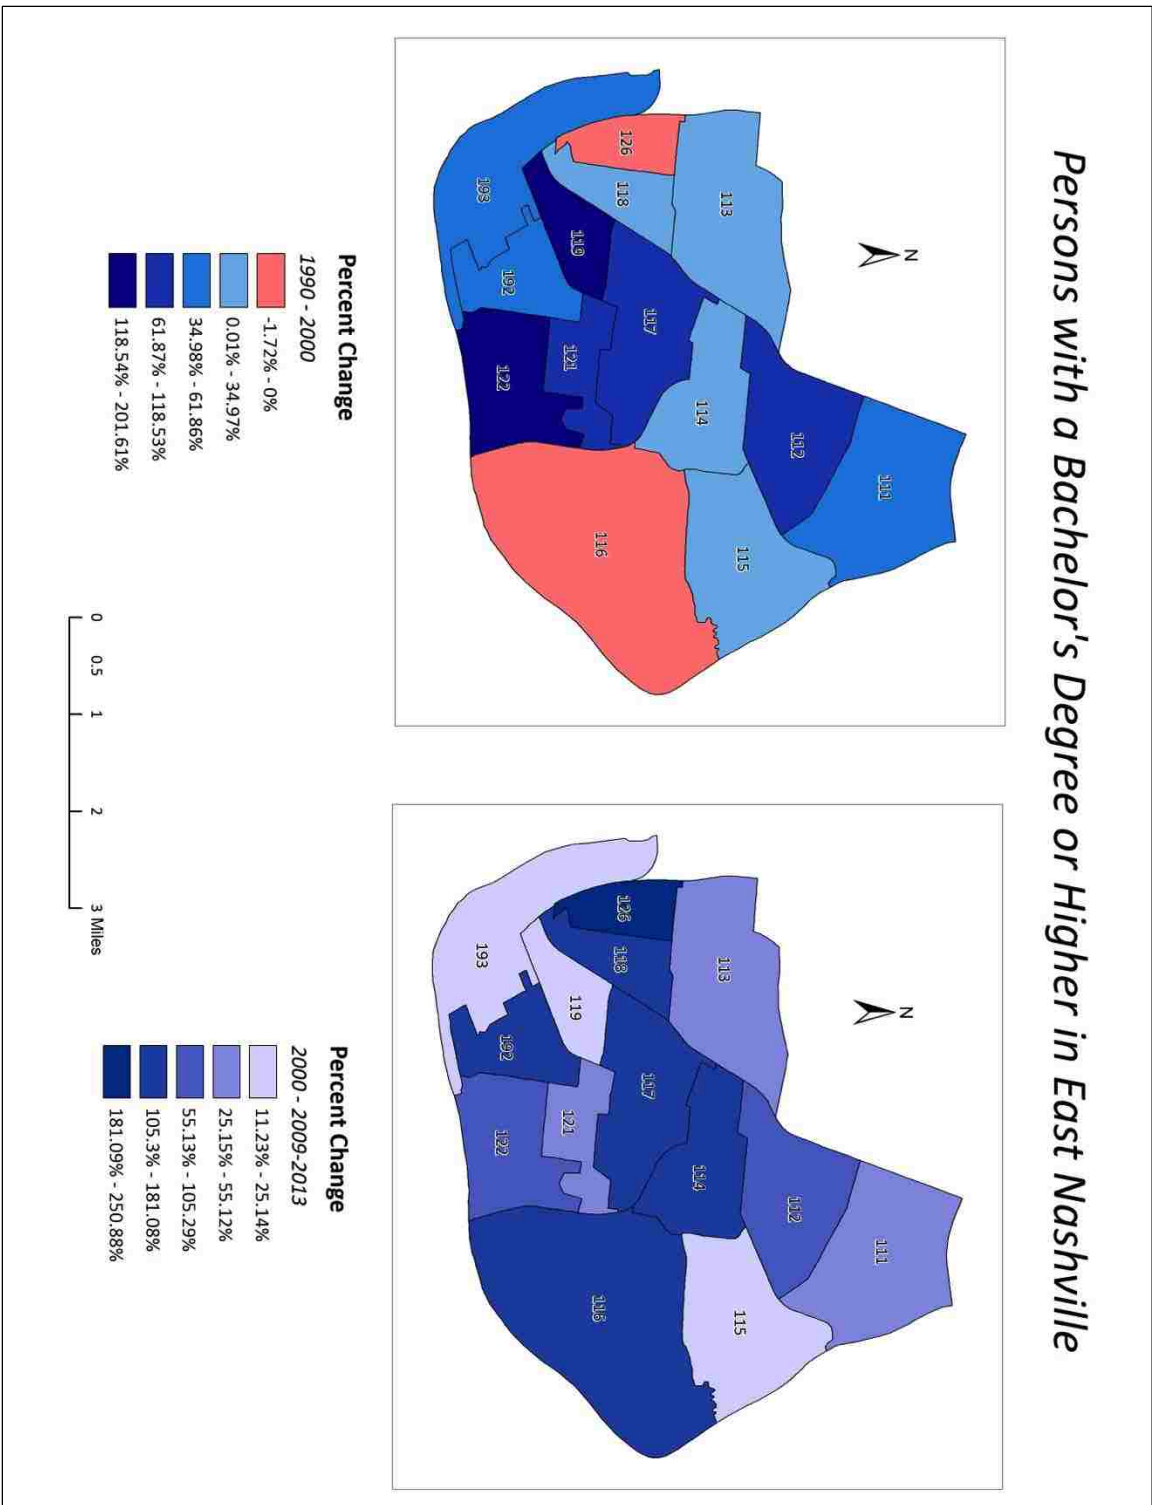 Persons with a Bachelor's Degree or Higher in East Nashville
N
111
112
113
114
115
126
118
117
116
119
121
193
192
122
Percent Change
1990 - 2000
-1.72% - 0%
0.01% - 34.97%
34.98% - 61.86%
61.87% - 118.53%
118.54% - 201.61%
N
111
112
113
114
115
126
118
117
116
119
121
193
192
122
Percent Change
2000 - 2009-2013
11.23% - 25.14%
25.15% - 55.12%
55.13% - 105.29%
105.3% - 181.08%
181.09% - 250.88%
0 0.5 1 2 3 Miles